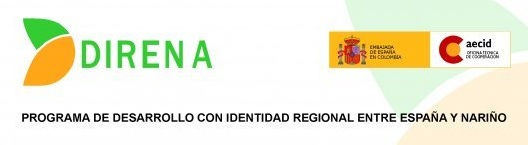 DIRENA
EMBAJADA
DE ESPAÑA
EN COLOMBIA
aecid
OFICINA TÉCNICA
DE COOPERACIÓN
PROGRAMA DE DESARROLLO CON IDENTIDAD REGIONAL ENTRE ESPAÑA Y NARIÑO